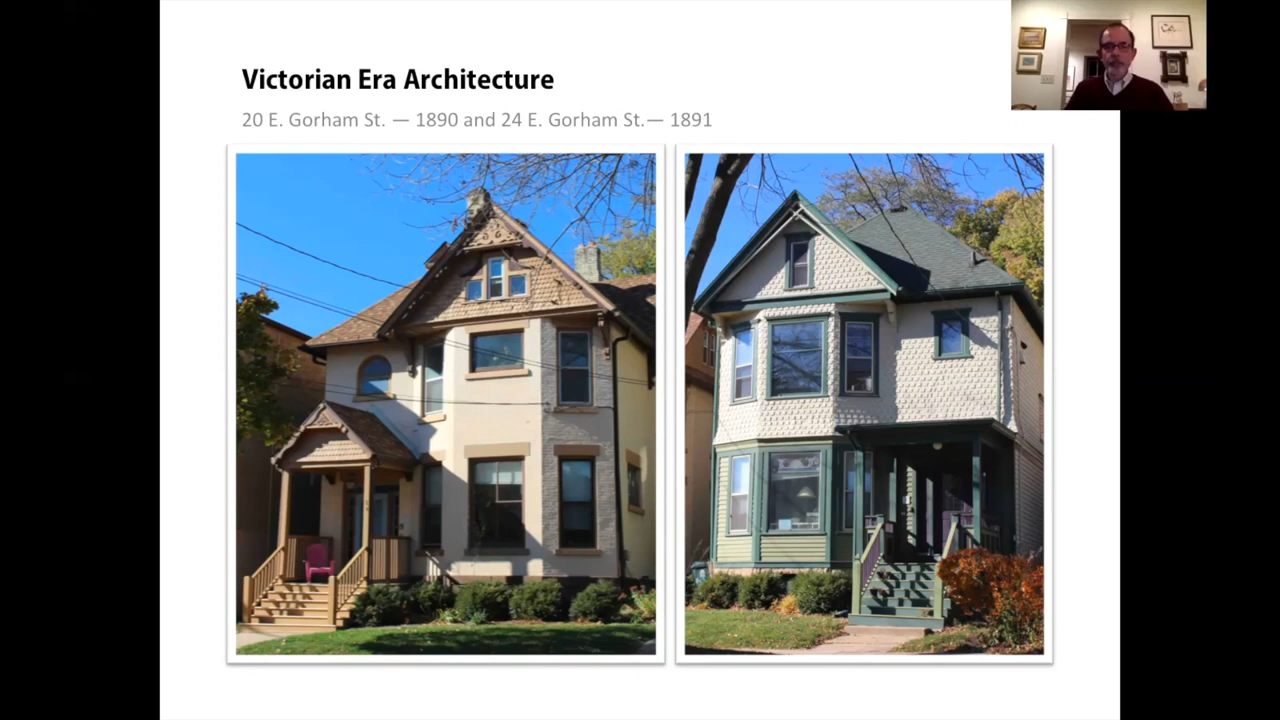 Victorian Era Architecture
20 E. Gorham St. — 1890 and 24 E. Gorham St.— 1891